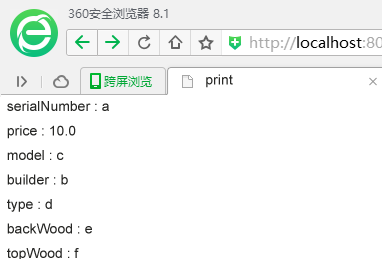 360安全浏览器 8.1
http://localhost:80
跨屏浏览
print
serialNumber : a
price : 10.0
model : c
builder : b
type : d
backWood : e
topWood : f